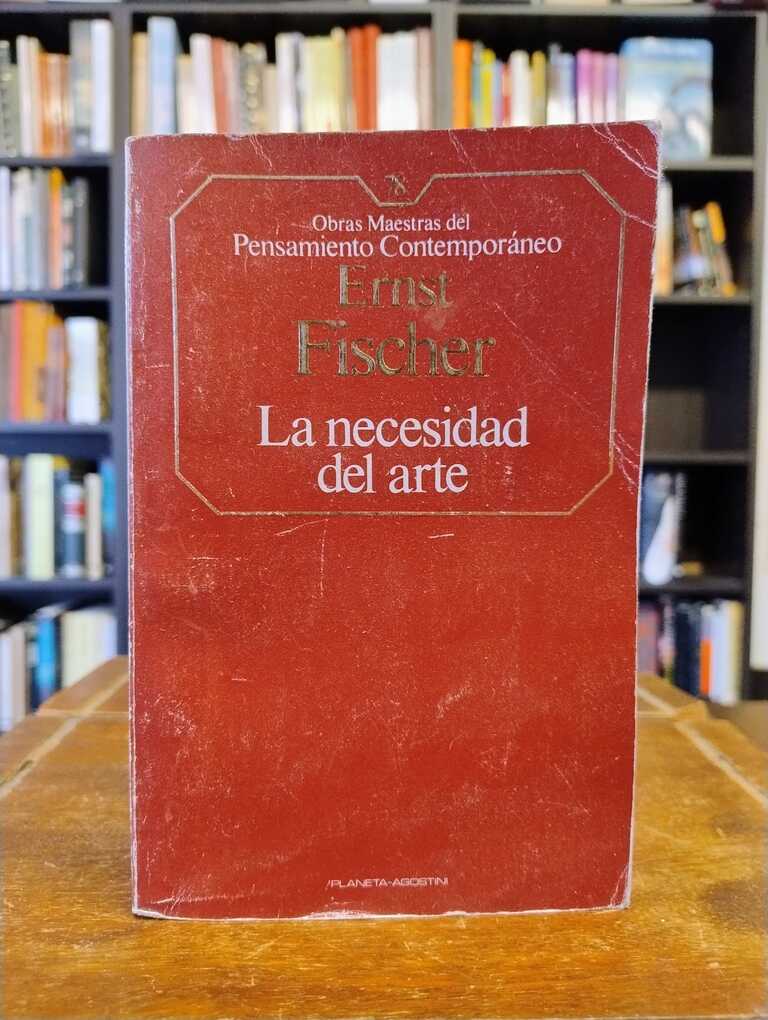 78
Obras Maestras del
Pensamiento Contemporáneo
Ernst
Fischer
La necesidad
del arte
PLANETA-AGOSTINI